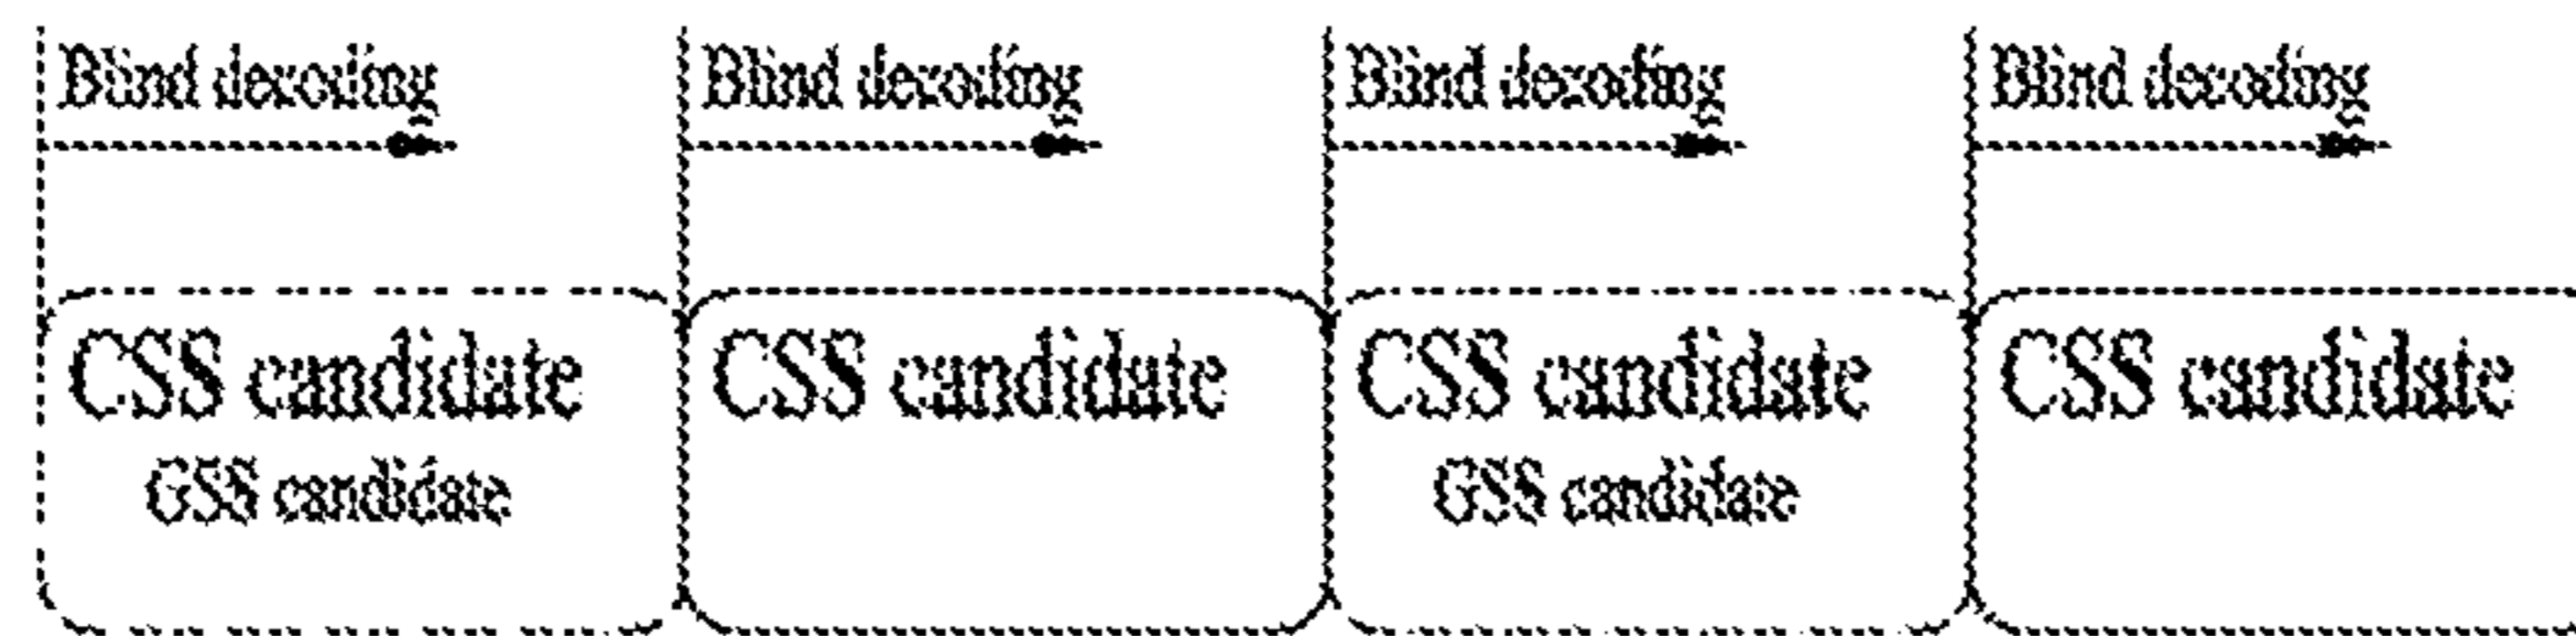 Blind decoding Blind decoding Blind decoding Blind decoding
CSS candidate CSS candidate CSS candidate CSS candidate
GSS candidate GSS candidate